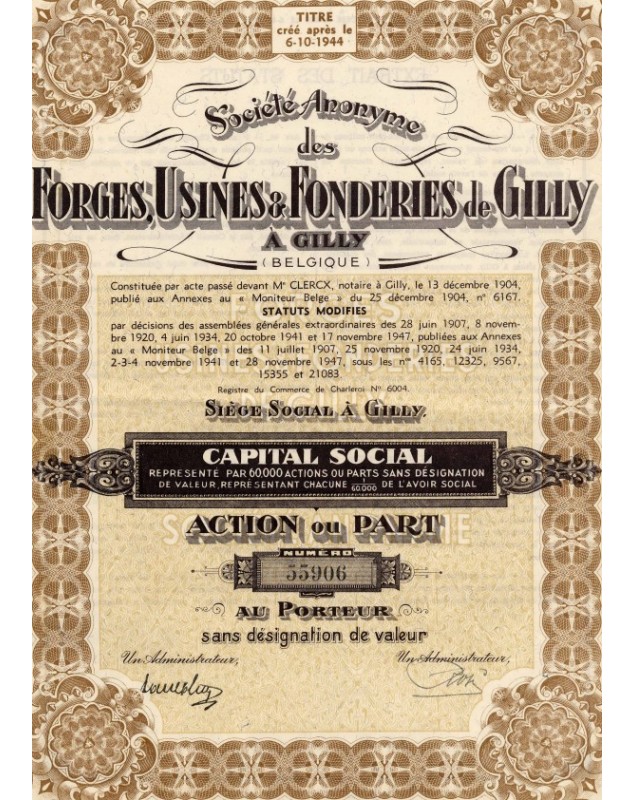 TITRE
créé après le
6-10-1944
Société Anonyme
des
FORGES, USINES & FONDERIES de GILLY
À GILLY
(BELGIQUE)
Constituée par acte passé devant Me CLERCX, notaire à Gilly, le 13 décembre 1904,
publié aux Annexes au « Moniteur Belge » du 25 décembre 1904, n° 6167.
STATUTS MODIFIES
par décisions des assemblées générales extraordinaires des 28 juin 1907, 8 novem-
bre 1920, 4 juin 1934, 20 octobre 1941 et 17 novembre 1947, publiées aux Annexes
au « Moniteur Belge » des 11 juillet 1907, 25 novembre 1920, 24 juin 1934,
2-3-4 novembre 1941 et 28 novembre 1947, sous les nos 4165, 12325, 9567,
15355 et 21083
Registre du Commerce de Charleroi N° 6004.
SIÈGE SOCIAL À GILLY.
CAPITAL SOCIAL
REPRÉSENTÉ PAR 60.000 ACTIONS OU PARTS SANS DÉSIGNATION
DE VALEUR, REPRÉSENTANT CHACUNE 1/60.000 DE L'AVOIR SOCIAL
ACTION ou PART
NUMÉRO
55906
AU PORTEUR
sans désignation de valeur
Un Administrateur, Un Administrateur,